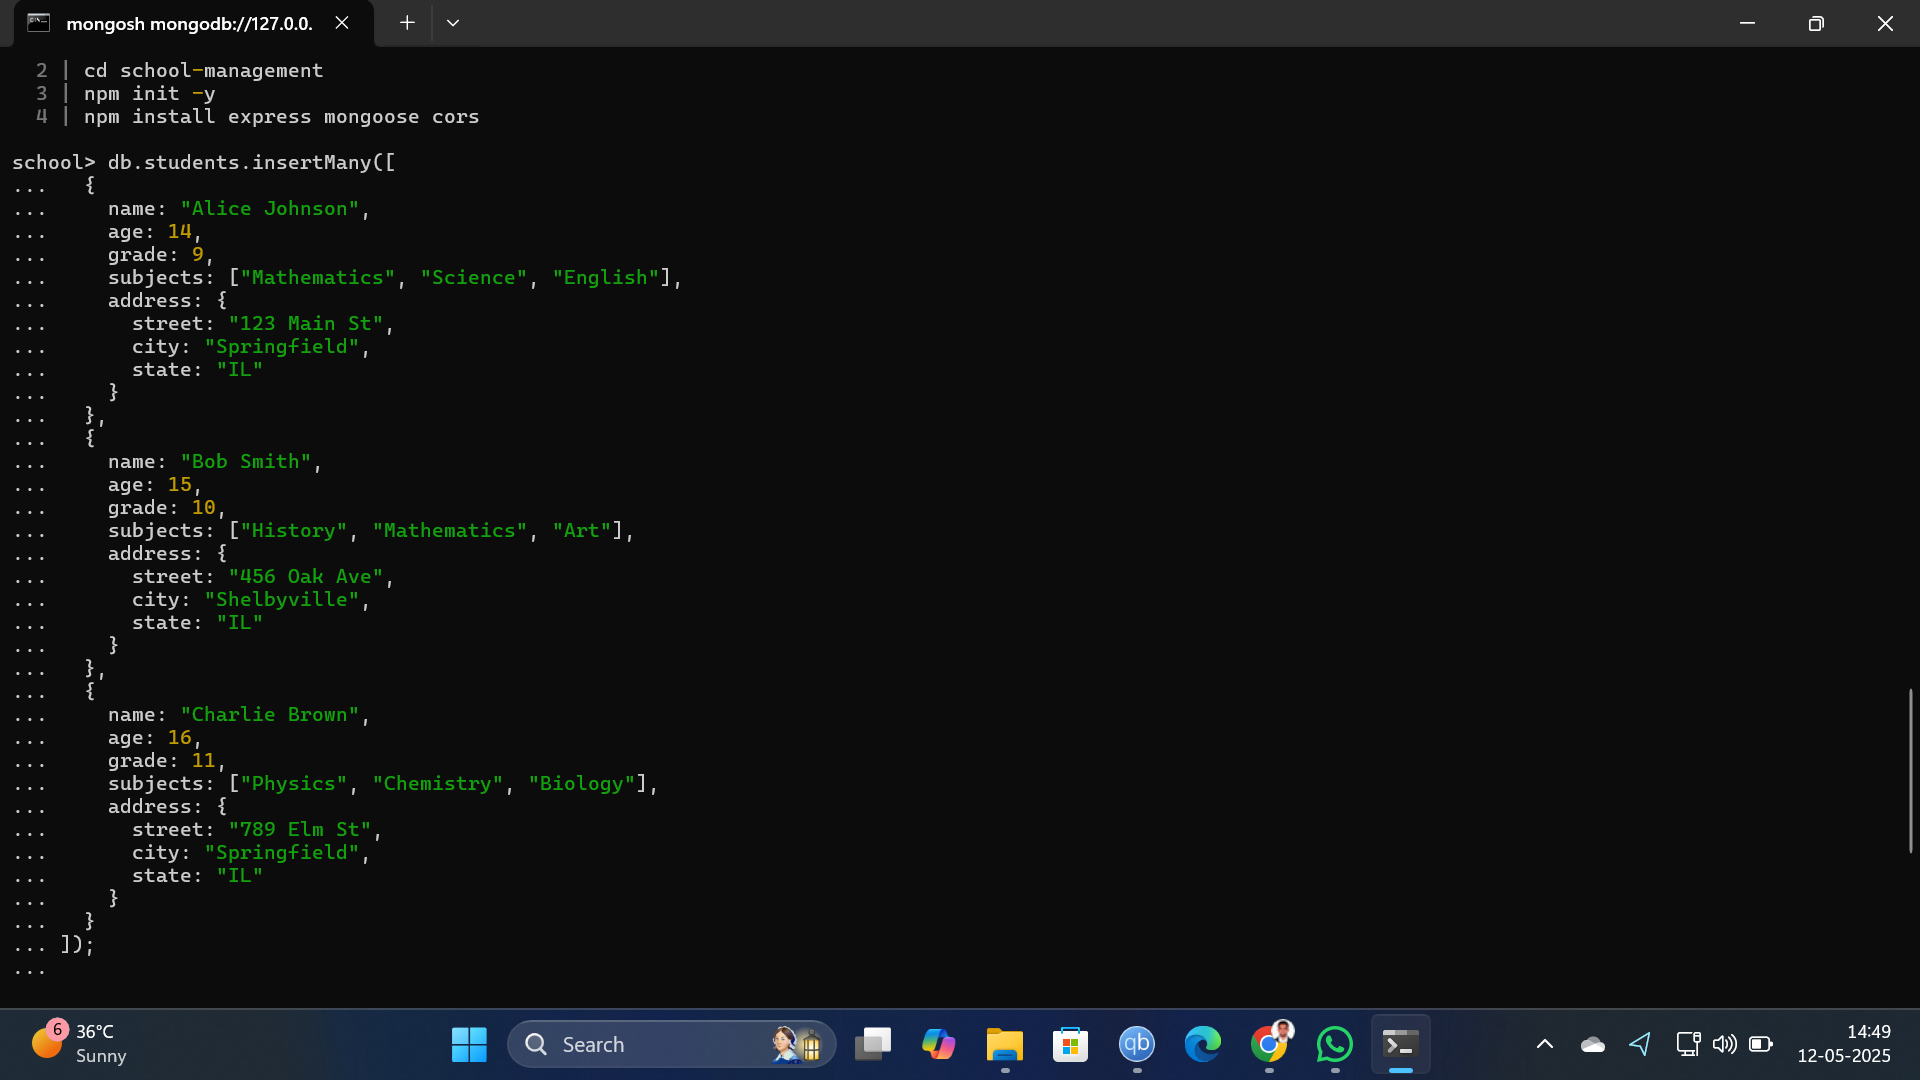 mongosh mongodb://127.0.0.
2 | cd school-management
3 | npm init -y
4 | npm install express mongoose cors
school> db.students.insertMany([
...   {
...     name: "Alice Johnson",
...     age: 14,
...     grade: 9,
...     subjects: ["Mathematics", "Science", "English"],
...     address: {
...       street: "123 Main St",
...       city: "Springfield",
...       state: "IL"
...     }
...   },
...   {
...     name: "Bob Smith",
...     age: 15,
...     grade: 10,
...     subjects: ["History", "Mathematics", "Art"],
...     address: {
...       street: "456 Oak Ave",
...       city: "Shelbyville",
...       state: "IL"
...     }
...   },
...   {
...     name: "Charlie Brown",
...     age: 16,
...     grade: 11,
...     subjects: ["Physics", "Chemistry", "Biology"],
...     address: {
...       street: "789 Elm St",
...       city: "Springfield",
...       state: "IL"
...     }
...   }
... ]);
...
6
36°C
Sunny
Search
qb
14:49
12-05-2025